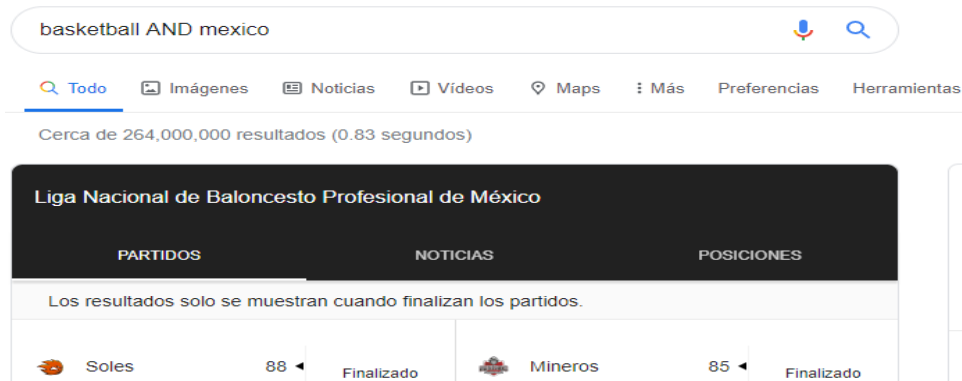 basketball AND mexico
Todo Imágenes Noticias Vídeos Maps Más Preferencias Herramientas
Cerca de 264,000,000 resultados (0.83 segundos)
Liga Nacional de Baloncesto Profesional de México
PARTIDOS NOTICIAS POSICIONES
Los resultados solo se muestran cuando finalizan los partidos.
Soles 88 Finalizado Mineros 85 Finalizado